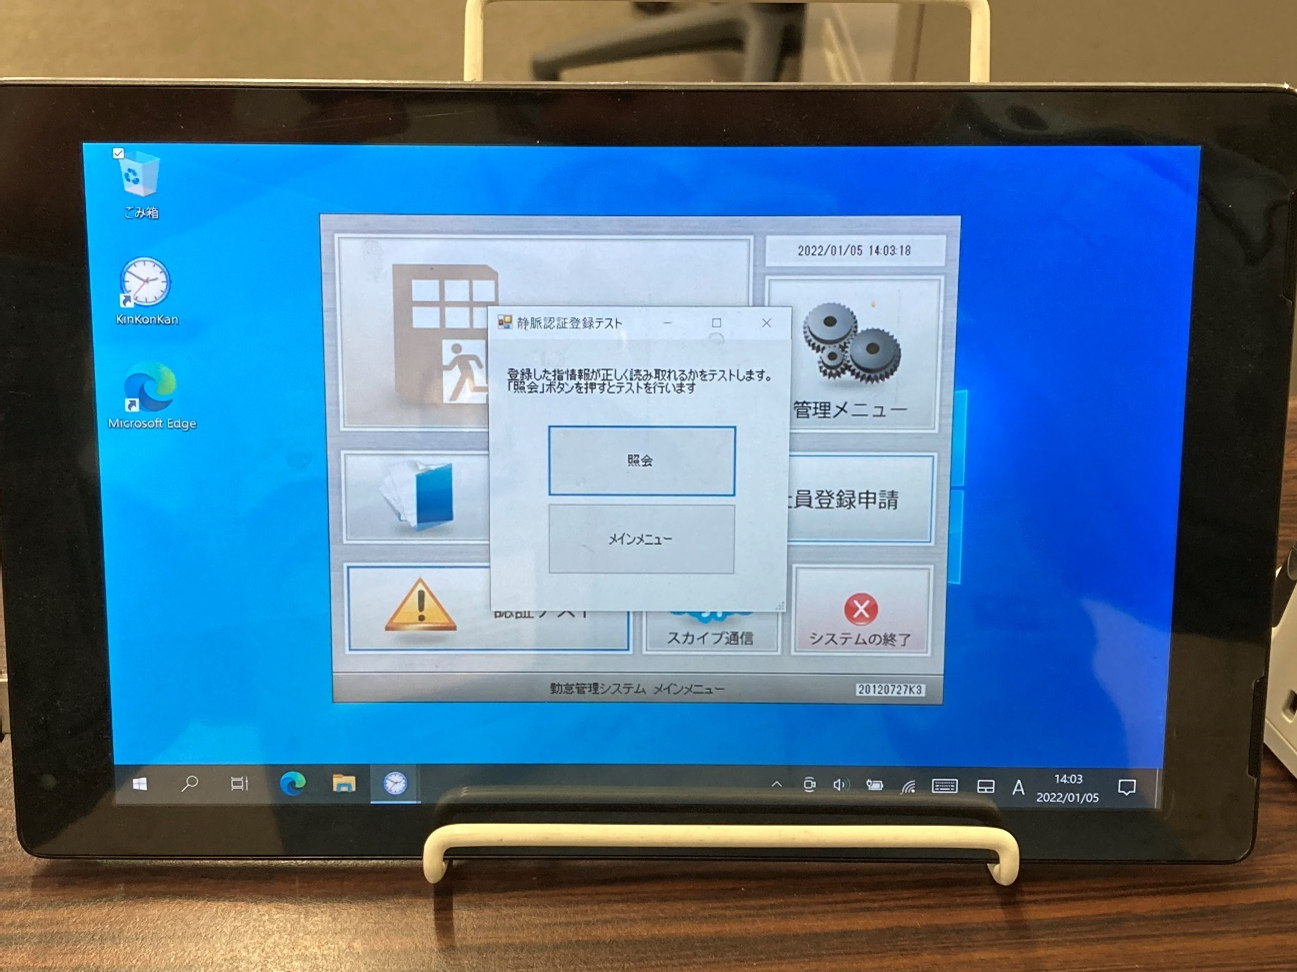 ごみ箱
KinKonKan
Microsoft Edge
2022/01/05 14:03:18
管理メニュー
静脈認証登録テスト
登録した指情報が正しく読み取れるかをテストします。
「照会」ボタンを押すとテストを行います
照会
メインメニュー
員登録申請
認証テスト
スカイプ通信
システムの終了
勤怠管理システム メインメニュー
20120727K3
A
14:03
2022/01/05